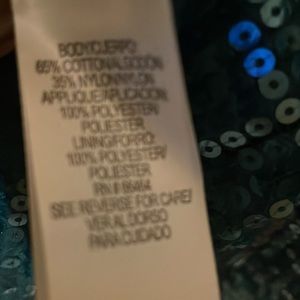 BODY/CUERPO:
65% COTTON/ALGODON,
35% NYLON/NYLON,
APPLIQUE/APLICACION:
100% POLYESTER/
POLIESTER,
LINING/FORRO:
100% POLYESTER/
POLIESTER
RN # 86464
SEE REVERSE FOR CARE/
VER AL DORSO
PARA CUIDADO